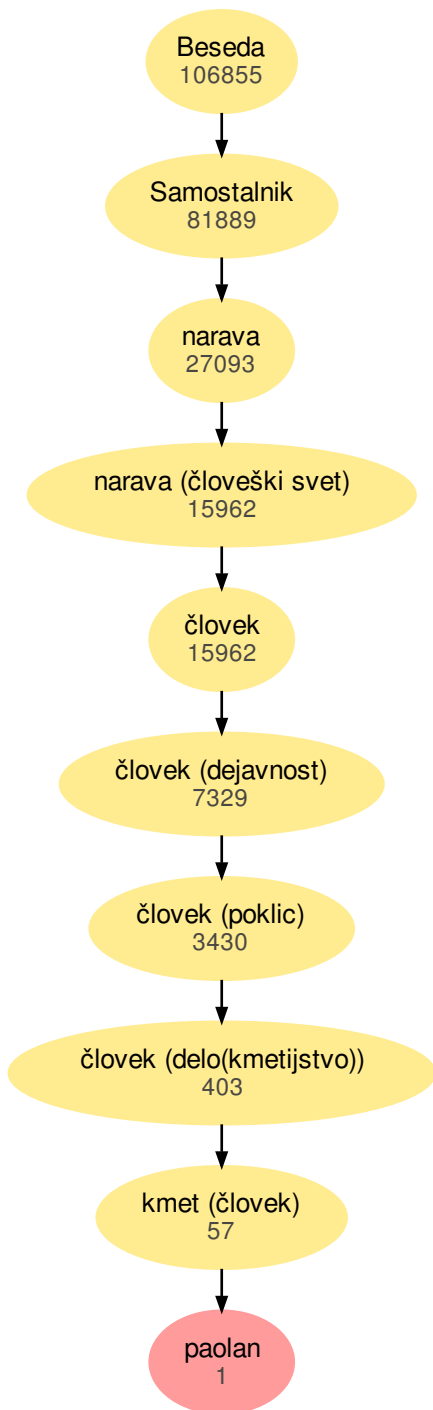 Beseda
106855
Samostalnik
81889
narava
27093
narava (človeški svet)
15962
človek
15962
človek (dejavnost)
7329
človek (poklic)
3430
človek (delo(kmetijstvo))
403
kmet (človek)
57
paolan
1